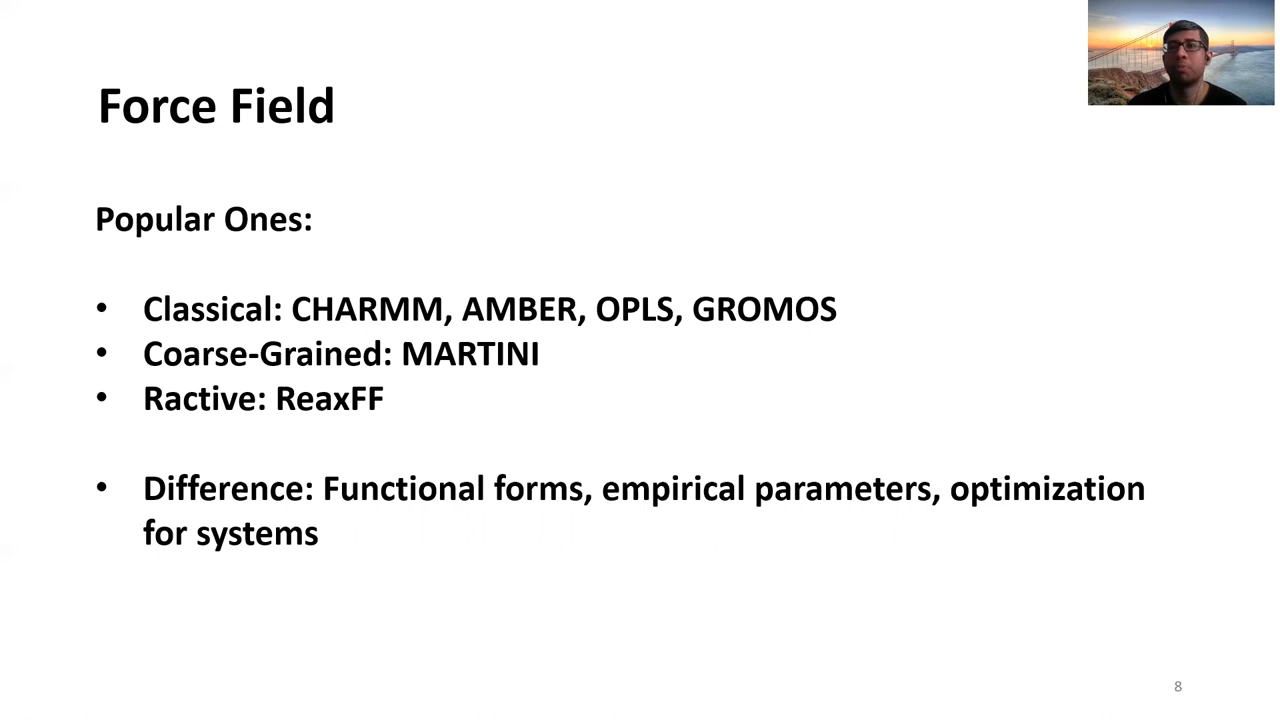 Force Field
Popular Ones:
• Classical: CHARMM, AMBER, OPLS, GROMOS
• Coarse-Grained: MARTINI
• Ractive: ReaxFF
• Difference: Functional forms, empirical parameters, optimization
for systems
8